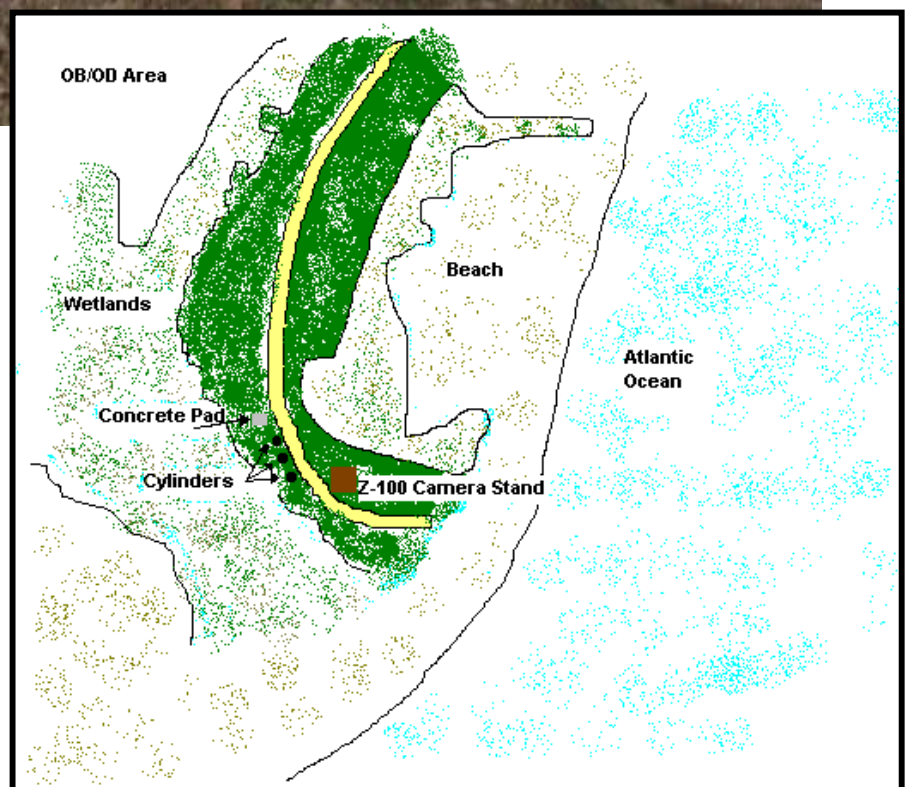 OB/OD Area
Beach
Wetlands
Atlantic
Ocean
Concrete Pad
Cylinders
Z-100 Camera Stand